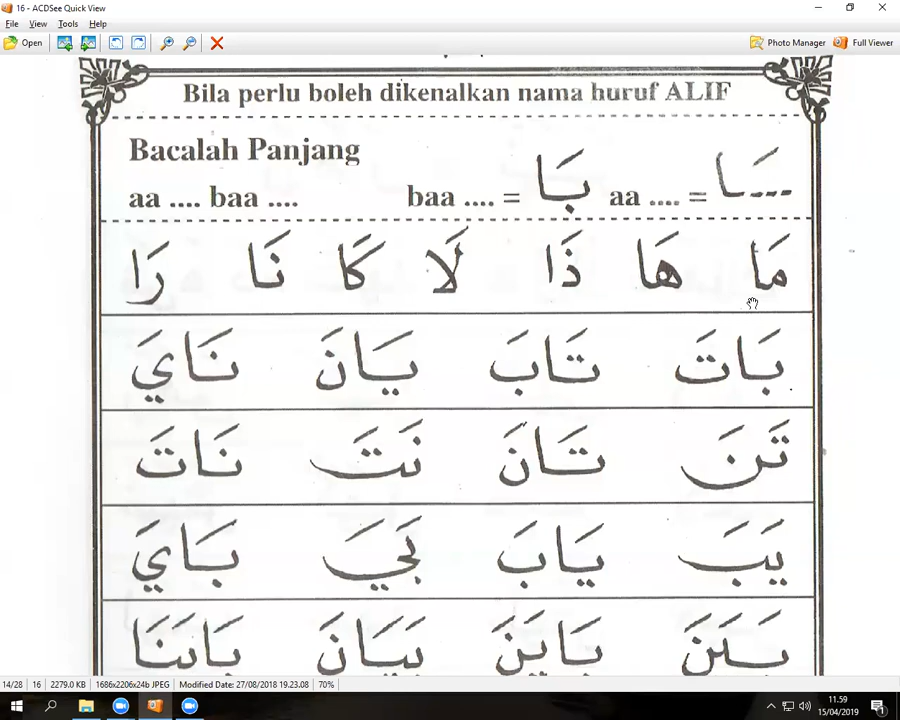 16 - ACDSee Quick View
File View Tools Help
Open Photo Manager Full Viewer
Bila perlu boleh dikenalkan nama huruf ALIF
Bacalah Panjang
aa .... baa .... baa .... = بَا aa .... = ـــَا
مَا هَا ذَا لَا كَا نَا رَا
بَاتَ تَابَ يَانَ نَايَ
تَنَ تَانَ نَتَ نَاتَ
يَبَ يَابَ بَيَ بَايَ
14/28 16 2279.0 KB 1686x2206x24b JPEG Modified Date: 27/08/2018 19.23.08 70%
11.59
15/04/2019